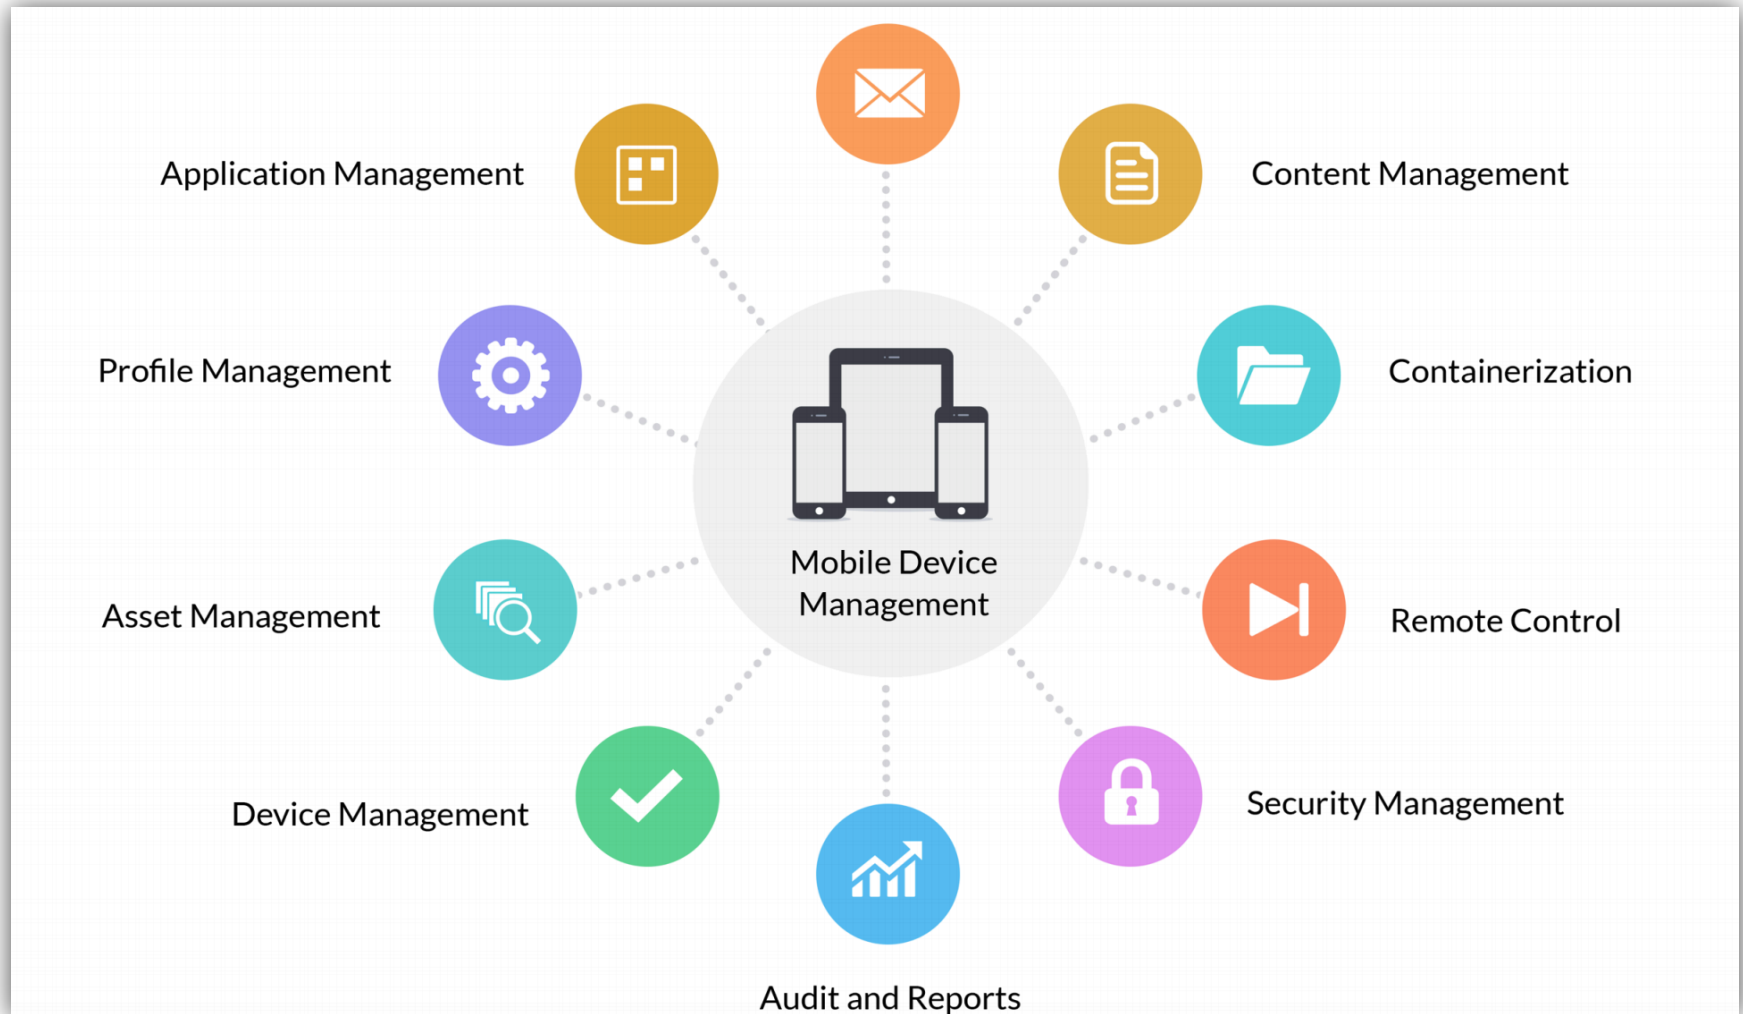 Application Management
Content Management
Profile Management
Containerization
Mobile Device
Management
Asset Management
Remote Control
Device Management
Security Management
Audit and Reports